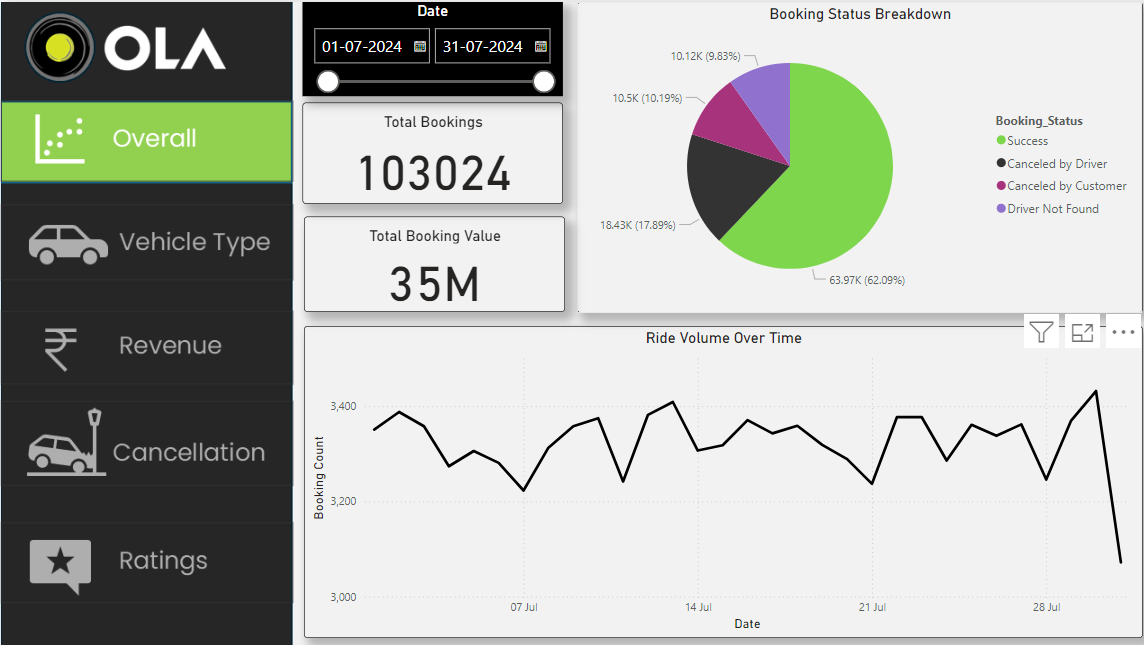 OLA
Overall
Vehicle Type
₹
Revenue
Cancellation
Ratings
Date
01-07-2024
31-07-2024
Total Bookings
103024
Total Booking Value
35M
Booking Status Breakdown
10.12K (9.83%)
10.5K (10.19%)
18.43K (17.89%)
63.97K (62.09%)
Booking_Status
Success
Canceled by Driver
Canceled by Customer
Driver Not Found
Ride Volume Over Time
Booking Count
3,400
3,200
3,000
07 Jul
14 Jul
21 Jul
28 Jul
Date